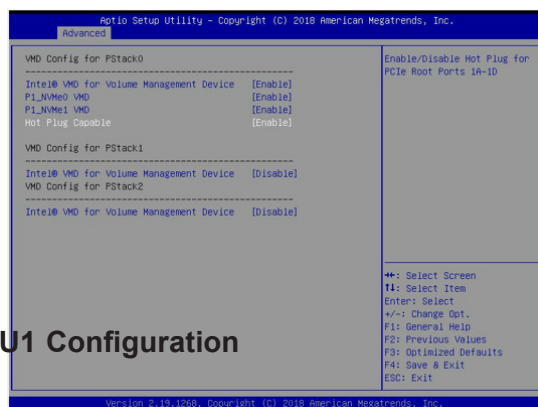 Aptio Setup Utility – Copyright (C) 2018 American Megatrends, Inc.
Advanced
VMD Config for PStack0
------------------------------------------------
Intel® VMD for Volume Management Device [Enable]
P1_NVMe0 VMD [Enable]
P1_NVMe1 VMD [Enable]
Hot Plug Capable [Enable]
VMD Config for PStack1
------------------------------------------------
Intel® VMD for Volume Management Device [Disable]
VMD Config for PStack2
------------------------------------------------
Intel® VMD for Volume Management Device [Disable]
Enable/Disable Hot Plug for
PCIe Root Ports 1A-1D
→←: Select Screen
↑↓: Select Item
Enter: Select
+/-: Change Opt.
F1: General Help
F2: Previous Values
F3: Optimized Defaults
F4: Save & Exit
ESC: Exit
U1 Configuration
Version 2.19.1268. Copyright (C) 2018 American Megatrends, Inc.